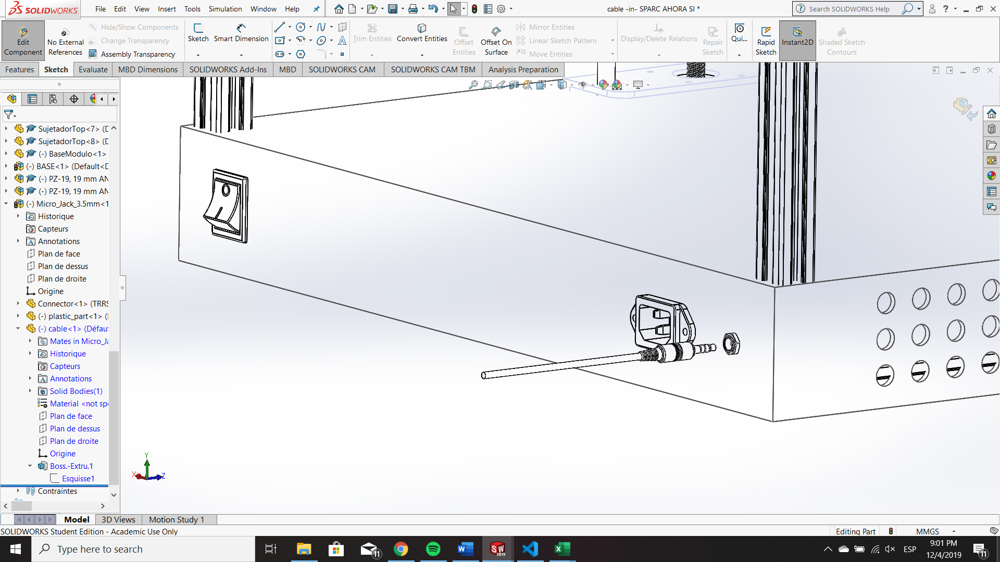 SOLIDWORKS File Edit View Insert Tools Simulation Window Help cable -in- SPARC AHORA SI * Search SOLIDWORKS Help ?
Edit Component
No External References
Hide/Show Components
Change Transparency
Assembly Transparency
Sketch
Smart Dimension
Trim Entities
Convert Entities
Offset Entities
Offset On Surface
Mirror Entities
Linear Sketch Pattern
Move Entities
Display/Delete Relations
Repair Sketch
Qui...
Rapid Sketch
Instant2D
Shaded Sketch Contours
Features Sketch Evaluate MBD Dimensions SOLIDWORKS Add-Ins MBD SOLIDWORKS CAM SOLIDWORKS CAM TBM Analysis Preparation
SujetadorTop<7> (D
SujetadorTop<8> (D
(-) BaseModulo<1>
(-) BASE<1> (Default<D
(-) PZ-19, 19 mm AN
(-) PZ-19, 19 mm AN
(-) Micro_Jack_3.5mm<1
Historique
Capteurs
Annotations
Plan de face
Plan de dessus
Plan de droite
Origine
Connector<1> (TRRS
(-) plastic_part<1> (
(-) cable<1> (Défaut
Mates in Micro_Ja
Historique
Capteurs
Annotations
Solid Bodies(1)
Material <not spe
Plan de face
Plan de dessus
Plan de droite
Origine
Boss.-Extru.1
Esquisse1
Contraintes
Y
X
Z
Model 3D Views Motion Study 1
SOLIDWORKS Student Edition - Academic Use Only Editing Part MMGS
Type here to search 11 SW 2019 ESP 9:01 PM 12/4/2019 11